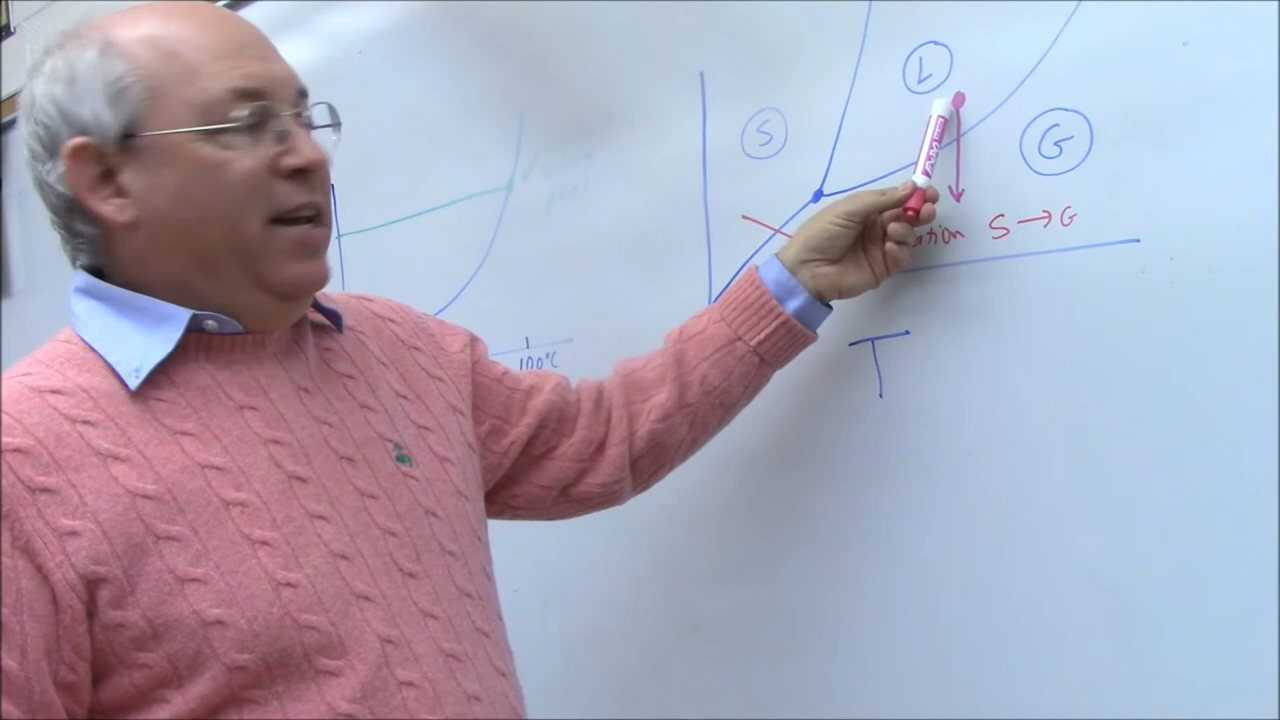 S
L
G
ation S → G
T
100°C